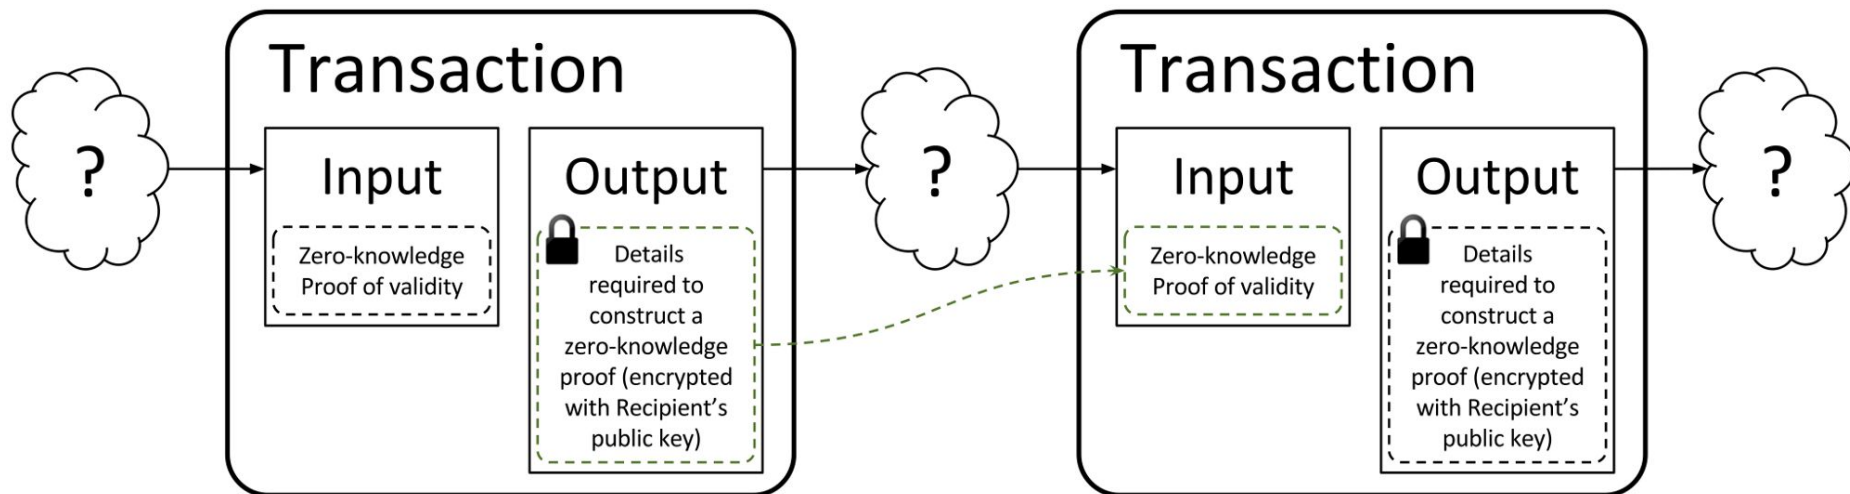 Transaction
?
Input
Zero-knowledge
Proof of validity
Output
Details
required to
construct a
zero-knowledge
proof (encrypted
with Recipient’s
public key)
?
Transaction
Input
Zero-knowledge
Proof of validity
Output
Details
required to
construct a
zero-knowledge
proof (encrypted
with Recipient’s
public key)
?